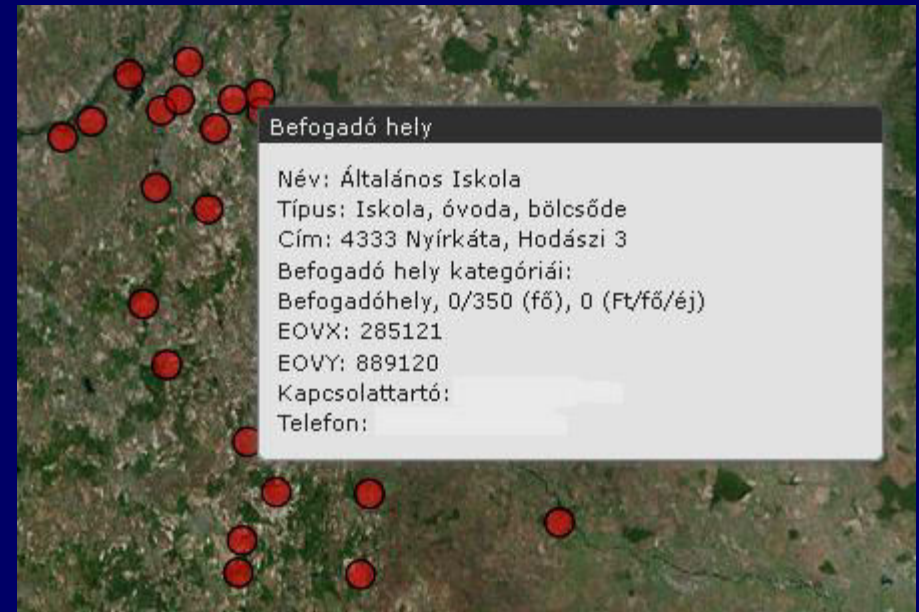 Befogadó hely
Név: Általános Iskola
Típus: Iskola, óvoda, bölcsőde
Cím: 4333 Nyírkáta, Hodászi 3
Befogadó hely kategóriái:
Befogadóhely, 0/350 (fő), 0 (Ft/fő/éj)
EOVX: 285121
EOVY: 889120
Kapcsolattartó:
Telefon: